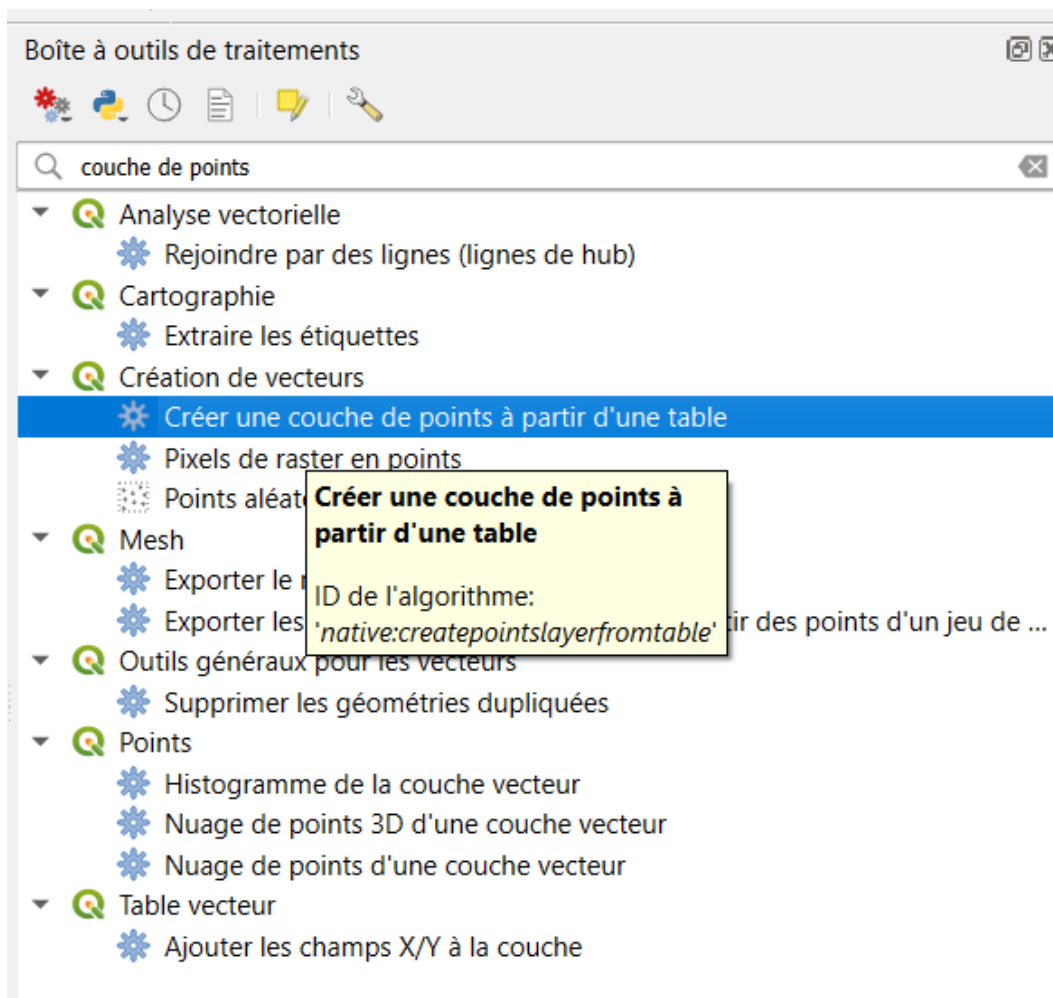 Boîte à outils de traitements
couche de points
Analyse vectorielle
Rejoindre par des lignes (lignes de hub)
Cartographie
Extraire les étiquettes
Création de vecteurs
Créer une couche de points à partir d'une table
Pixels de raster en points
Points aléat
Créer une couche de points à
partir d'une table
ID de l'algorithme:
'native:createpointslayerfromtable'
Mesh
Exporter le
Exporter les
tir des points d'un jeu de ...
Outils généraux pour les vecteurs
Supprimer les géométries dupliquées
Points
Histogramme de la couche vecteur
Nuage de points 3D d'une couche vecteur
Nuage de points d'une couche vecteur
Table vecteur
Ajouter les champs X/Y à la couche